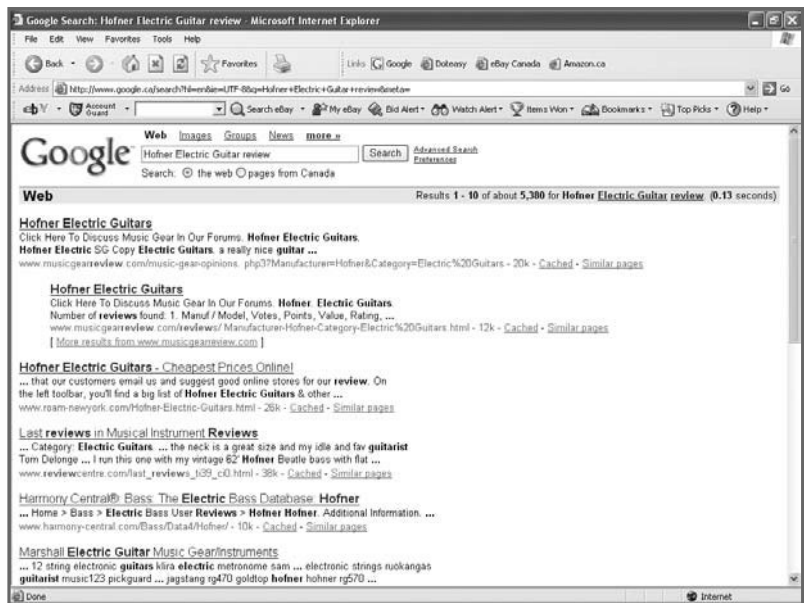 Google Search: Hofner Electric Guitar review - Microsoft Internet Explorer
File Edit View Favorites Tools Help
Back Favorites Links Google Doteasy eBay Canada Amazon.ca
Address http://www.google.ca/search?hl=en&ie=UTF-8&q=Hofner+Electric+Guitar+review&meta= Go
ebY Account Guard Search eBay My eBay Bid Alert Watch Alert Items Won Bookmarks Top Picks Help
Web Images Groups News more »
Google Hofner Electric Guitar review Search Advanced Search
Preferences
Search: the web pages from Canada
Web Results 1 - 10 of about 5,380 for Hofner Electric Guitar review. (0.13 seconds)
Hofner Electric Guitars
Click Here To Discuss Music Gear In Our Forums. Hofner Electric Guitars.
Hofner Electric SG Copy Electric Guitars. a really nice guitar ...
www.musicgearreview.com/music-gear-opinions. php3?Manufacturer=Hofner&Category=Electric%20Guitars - 20k - Cached - Similar pages
Hofner Electric Guitars
Click Here To Discuss Music Gear In Our Forums. Hofner. Electric Guitars.
Number of reviews found: 1. Manuf / Model, Votes, Points, Value, Rating, ...
www.musicgearreview.com/reviews/ Manufacturer-Hofner-Category-Electric%20Guitars.html - 12k - Cached - Similar pages
[ More results from www.musicgearreview.com ]
Hofner Electric Guitars - Cheapest Prices Online!
... that our customers email us and suggest good online stores for our review. On
the left toolbar, you'll find a big list of Hofner Electric Guitars & other ...
www.roam-newyork.com/Hofner-Electric-Guitars.html - 26k - Cached - Similar pages
Last reviews in Musical Instrument Reviews
... Category: Electric Guitars. ... the neck is a great size and my idle and fav guitarist
Tom Delonge ... I run this one with my vintage 62' Hofner Beatle bass with flat ...
www.reviewcentre.com/last_reviews_ti39_ci0.html - 38k - Cached - Similar pages
Harmony Central® Bass: The Electric Bass Database: Hofner
... Home > Bass > Electric Bass User Reviews > Hofner Hofner. Additional Information. ...
www.harmony-central.com/Bass/Data4/Hofner/ - 10k - Cached - Similar pages
Marshall Electric Guitar Music Gear/Instruments
... 12 string electronic guitars klira electric metronome sam ... electronic strings ruokangas
guitarist music123 pickguard ... jagstang rg470 goldtop hofner hohner rg570 ...
Done Internet